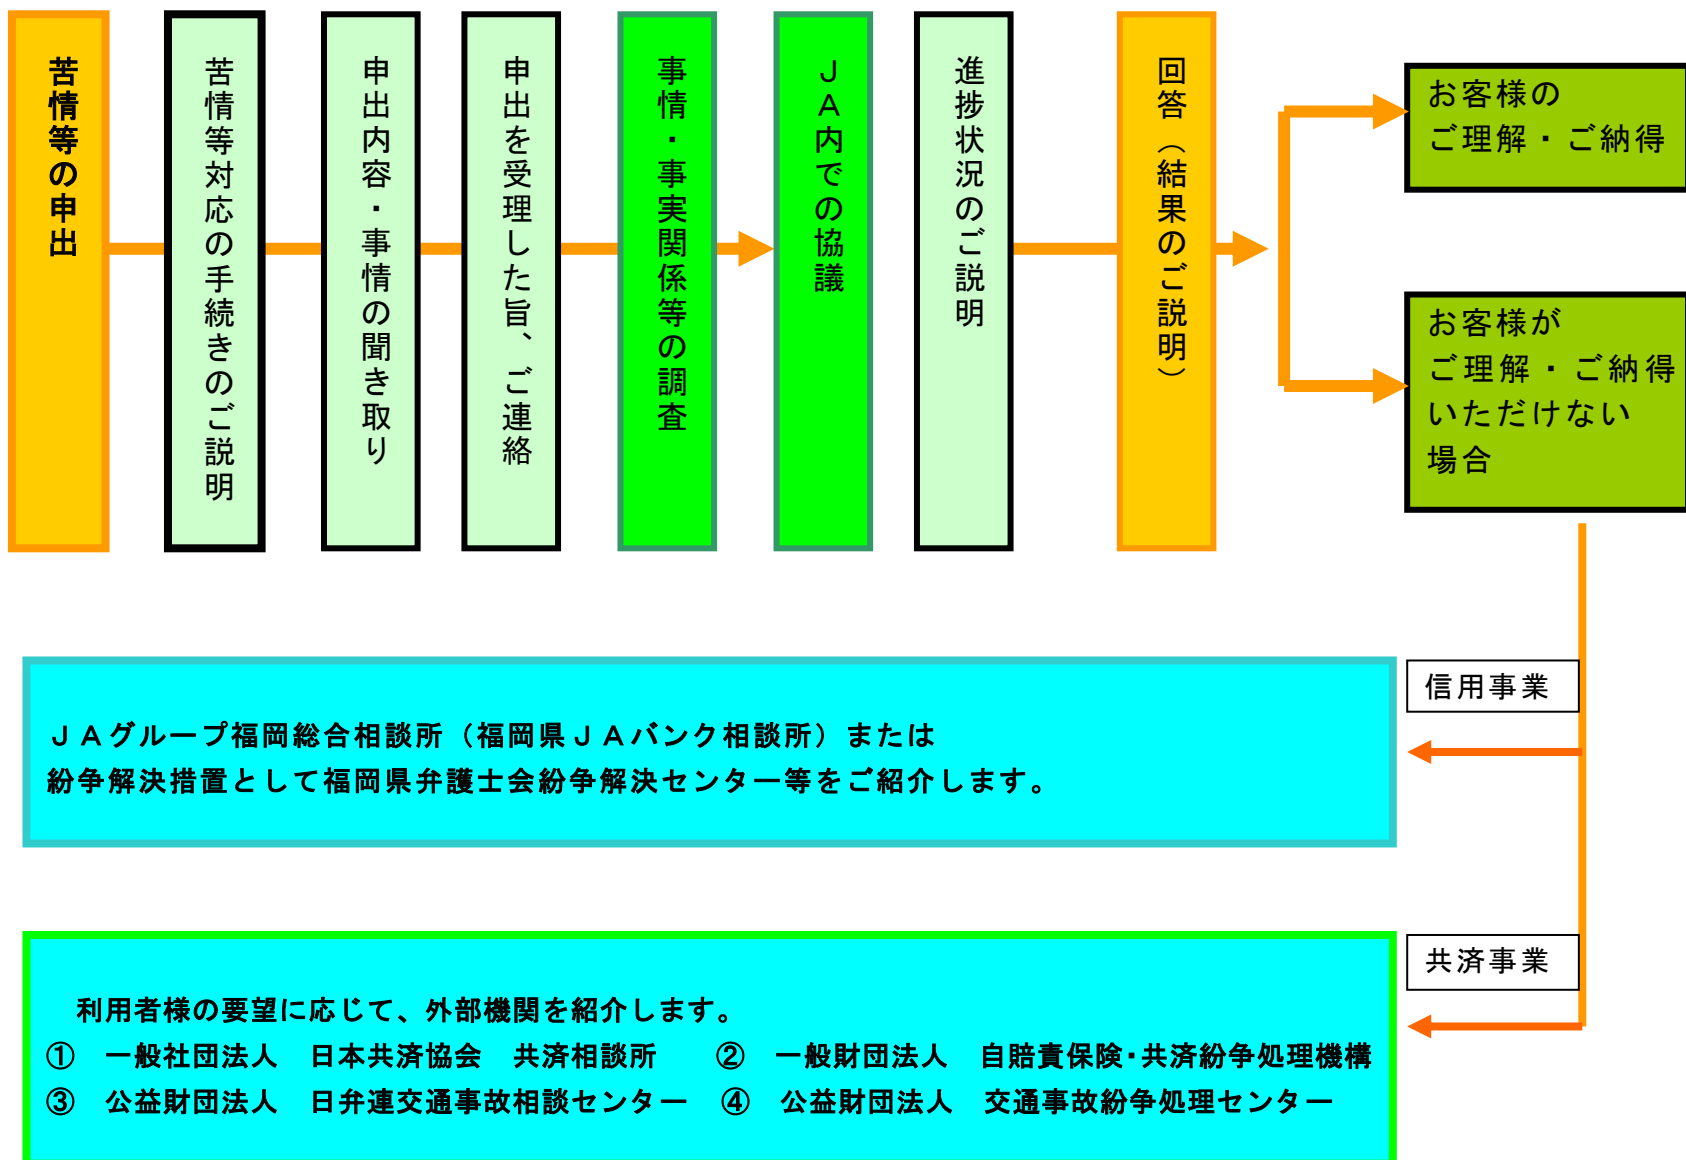 苦情等の申出
苦情等対応の手続きのご説明
申出内容・事情の聞き取り
申出を受理した旨、ご連絡
事情・事実関係等の調査
ＪＡ内での協議
進捗状況のご説明
回答（結果のご説明）
お客様の
ご理解・ご納得
お客様が
ご理解・ご納得
いただけない
場合
信用事業
ＪＡグループ福岡総合相談所（福岡県ＪＡバンク相談所）または
紛争解決措置として福岡県弁護士会紛争解決センター等をご紹介します。
共済事業
利用者様の要望に応じて、外部機関を紹介します。
①　一般社団法人　日本共済協会　共済相談所　　②　一般財団法人　自賠責保険・共済紛争処理機構
③　公益財団法人　日弁連交通事故相談センター　④　公益財団法人　交通事故紛争処理センター